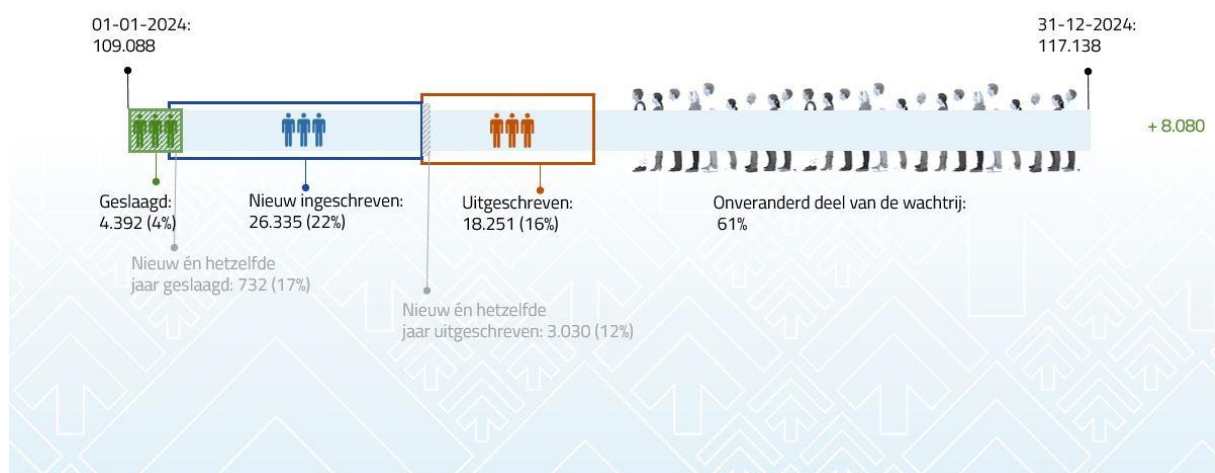 01-01-2024:
109.088
31-12-2024:
117.138
+ 8.080
Geslaagd:
4.392 (4%)
Nieuw ingeschreven:
26.335 (22%)
Uitgeschreven:
18.251 (16%)
Onveranderd deel van de wachtrij:
61%
Nieuw én hetzelfde
jaar geslaagd: 732 (17%)
Nieuw én hetzelfde
jaar uitgeschreven: 3.030 (12%)